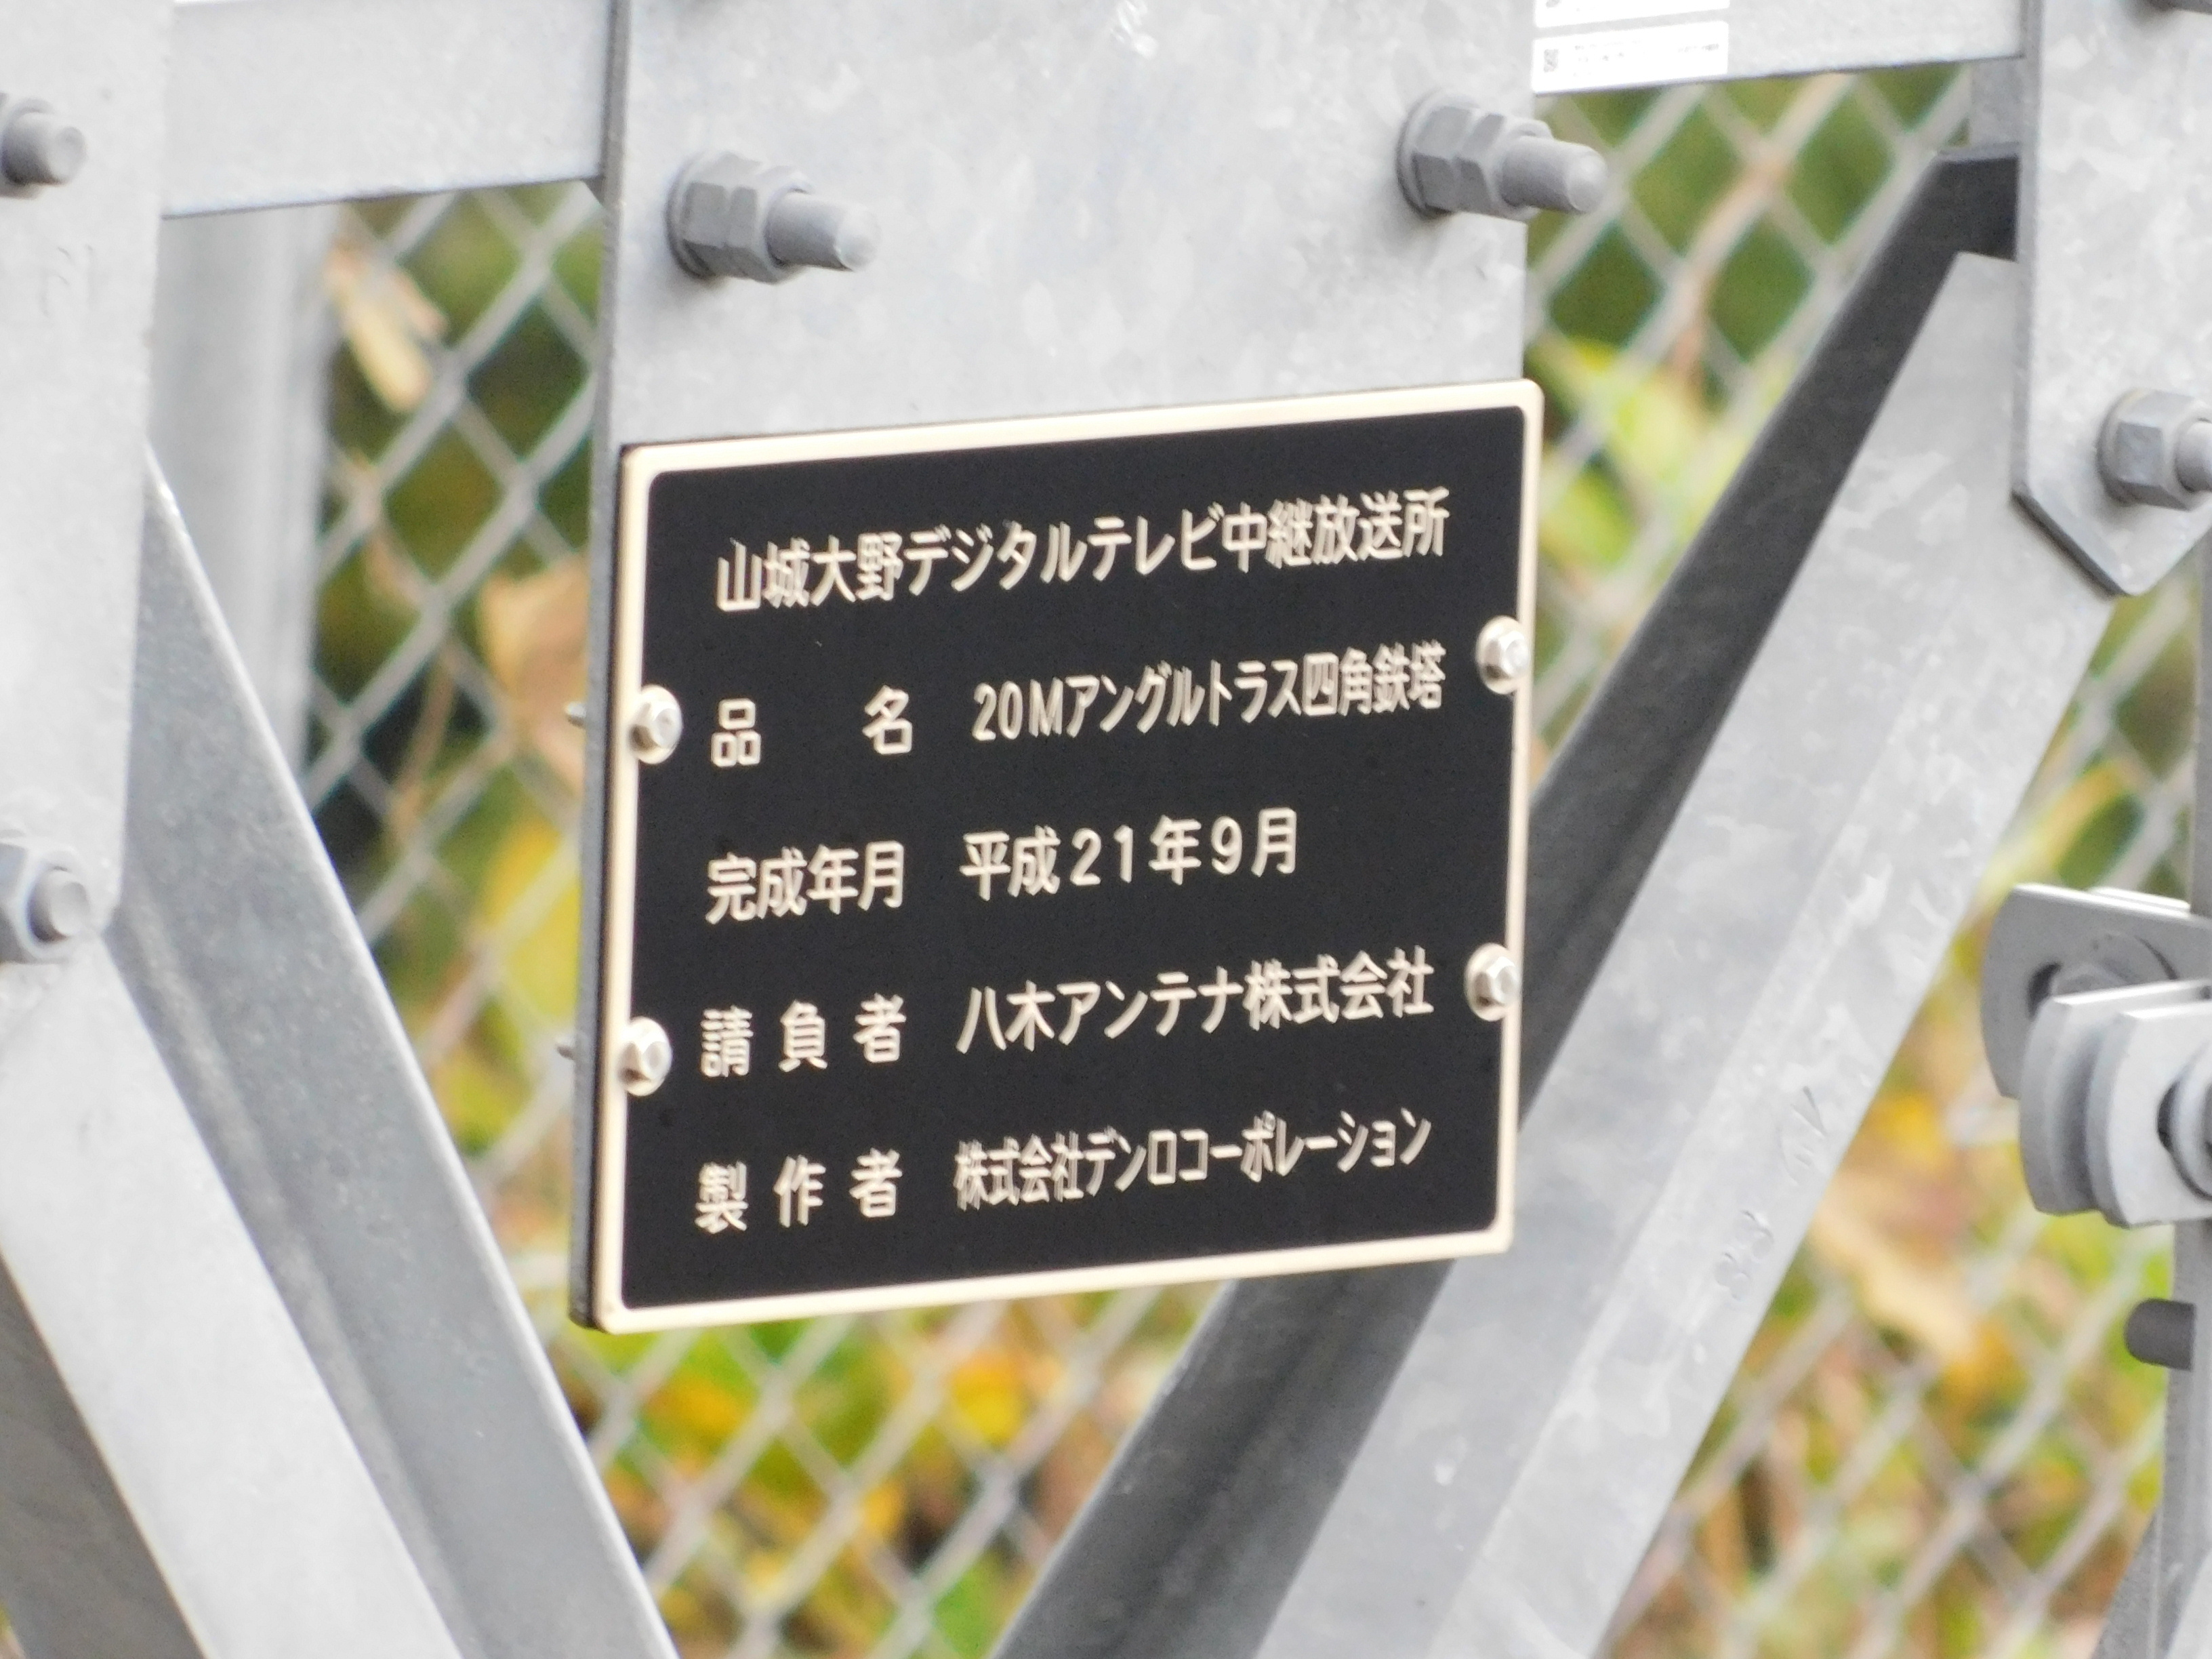 山城大野デジタルテレビ中継放送所
品名 20Mアングルトラス四角鉄塔
完成年月 平成21年9月
請負者 八木アンテナ株式会社
製作者 株式会社デンロコーポレーション